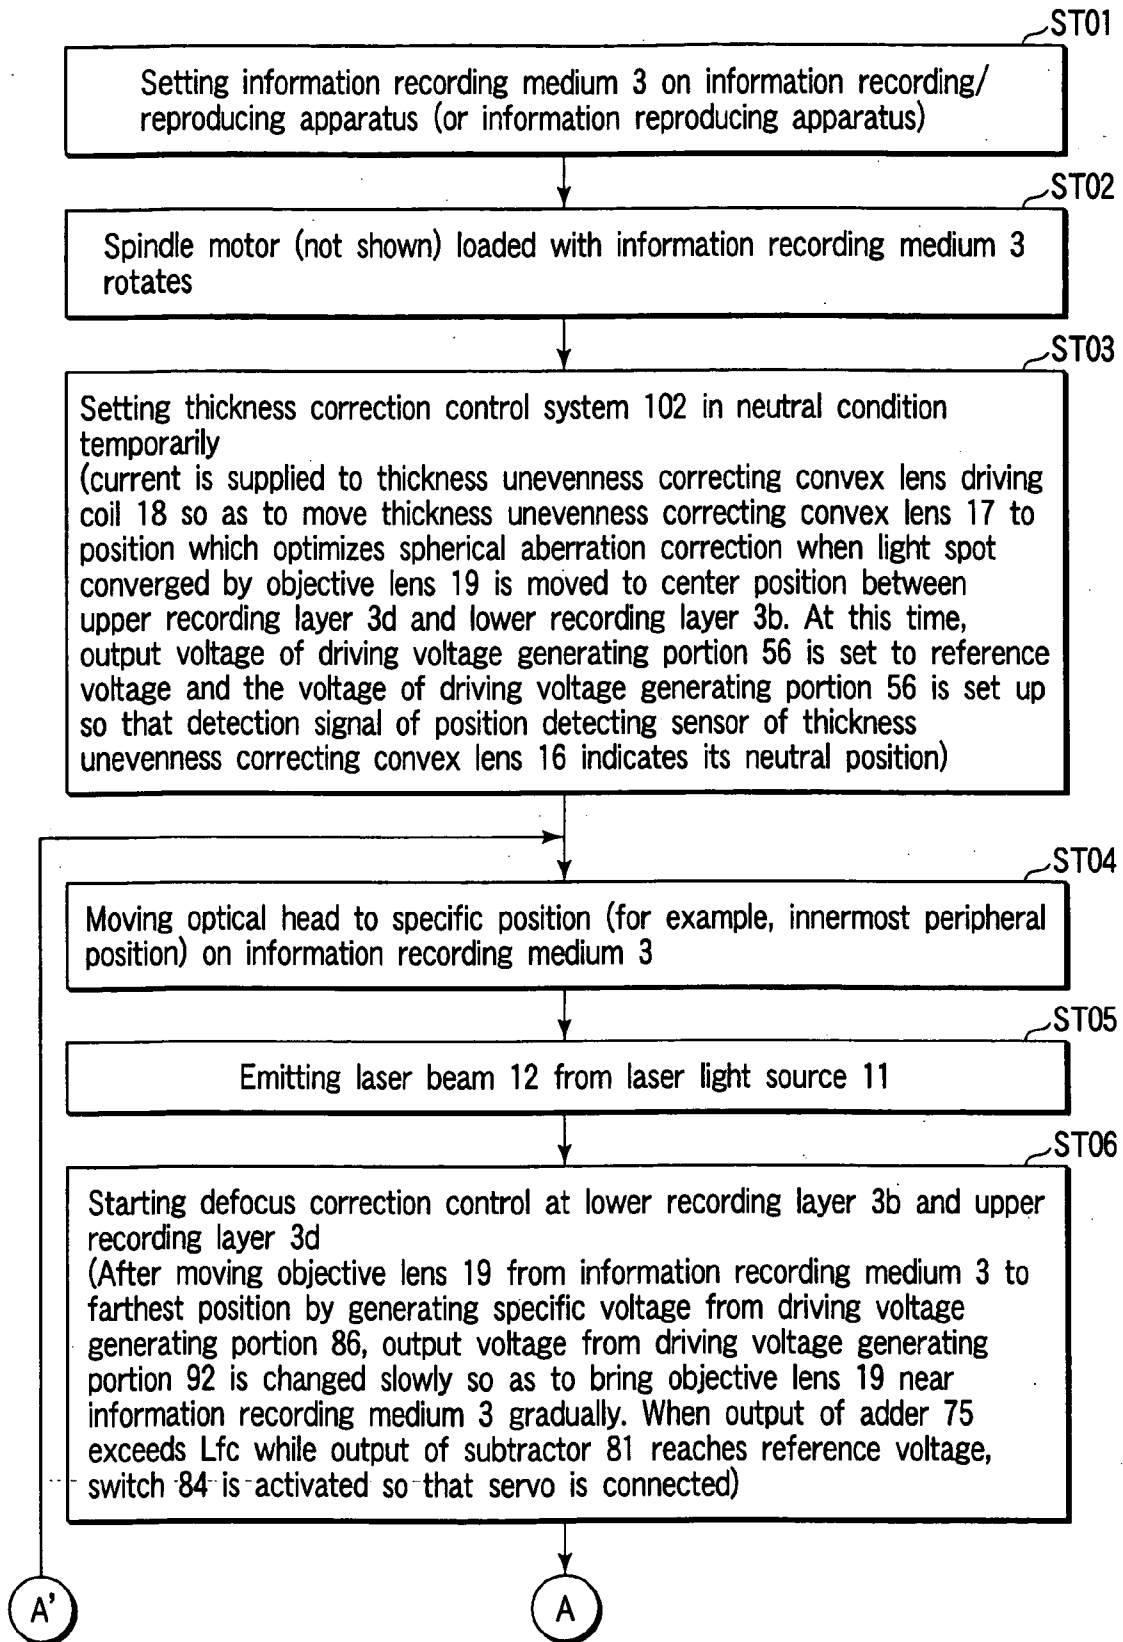 ST01
Setting information recording medium 3 on information recording/
reproducing apparatus (or information reproducing apparatus)
ST02
Spindle motor (not shown) loaded with information recording medium 3
rotates
ST03
Setting thickness correction control system 102 in neutral condition
temporarily
(current is supplied to thickness unevenness correcting convex lens driving
coil 18 so as to move thickness unevenness correcting convex lens 17 to
position which optimizes spherical aberration correction when light spot
converged by objective lens 19 is moved to center position between
upper recording layer 3d and lower recording layer 3b. At this time,
output voltage of driving voltage generating portion 56 is set to reference
voltage and the voltage of driving voltage generating portion 56 is set up
so that detection signal of position detecting sensor of thickness
unevenness correcting convex lens 16 indicates its neutral position)
ST04
Moving optical head to specific position (for example, innermost peripheral
position) on information recording medium 3
ST05
Emitting laser beam 12 from laser light source 11
ST06
Starting defocus correction control at lower recording layer 3b and upper
recording layer 3d
(After moving objective lens 19 from information recording medium 3 to
farthest position by generating specific voltage from driving voltage
generating portion 86, output voltage from driving voltage generating
portion 92 is changed slowly so as to bring objective lens 19 near
information recording medium 3 gradually. When output of adder 75
exceeds Lfc while output of subtractor 81 reaches reference voltage,
switch 84 is activated so that servo is connected)
A'
A